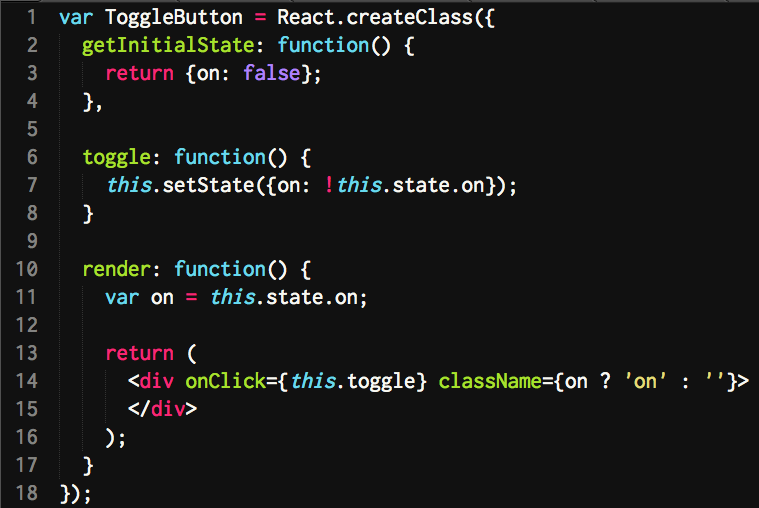 1 var ToggleButton = React.createClass({
2   getInitialState: function() {
3     return {on: false};
4   },
5
6   toggle: function() {
7     this.setState({on: !this.state.on});
8   }
9
10   render: function() {
11     var on = this.state.on;
12
13     return (
14       <div onClick={this.toggle} className={on ? 'on' : ''}>
15       </div>
16     );
17   }
18 });